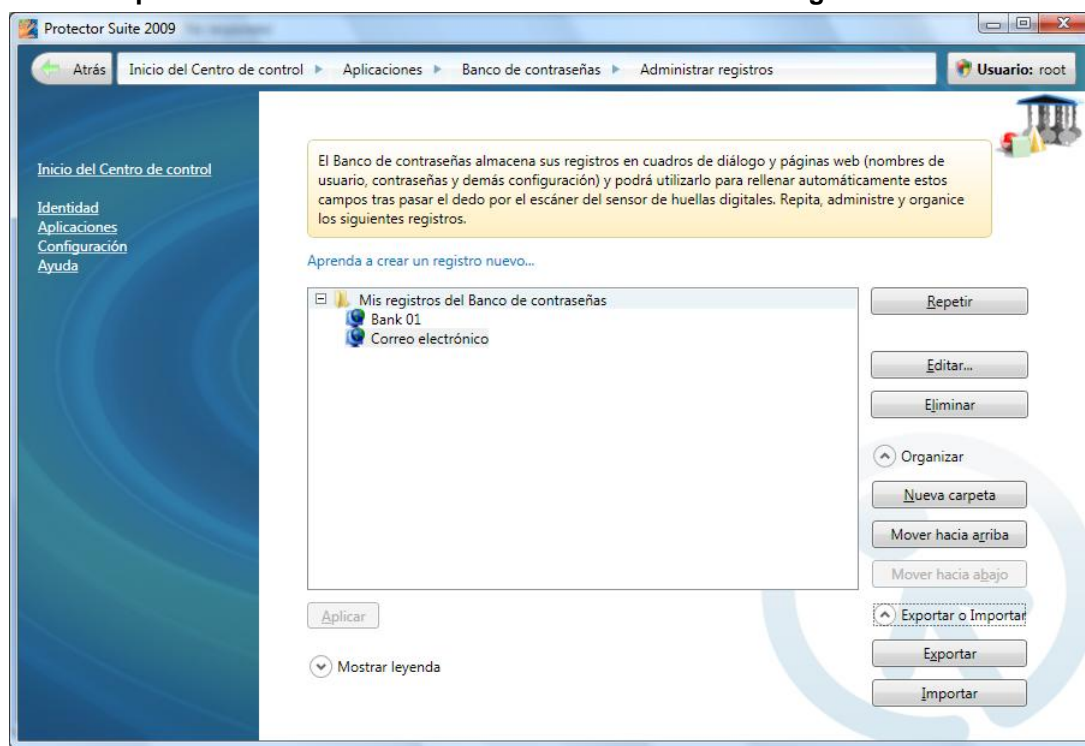 Protector Suite 2009
Atrás Inicio del Centro de control Aplicaciones Banco de contraseñas Administrar registros Usuario: root
Inicio del Centro de control
Identidad
Aplicaciones
Configuración
Ayuda
El Banco de contraseñas almacena sus registros en cuadros de diálogo y páginas web (nombres de
usuario, contraseñas y demás configuración) y podrá utilizarlo para rellenar automáticamente estos
campos tras pasar el dedo por el escáner del sensor de huellas digitales. Repita, administre y organice
los siguientes registros.
Aprenda a crear un registro nuevo...
Mis registros del Banco de contraseñas
Bank 01
Correo electrónico
Repetir
Editar...
Eliminar
Organizar
Nueva carpeta
Mover hacia arriba
Mover hacia abajo
Aplicar
Exportar o Importar
Mostrar leyenda
Exportar
Importar